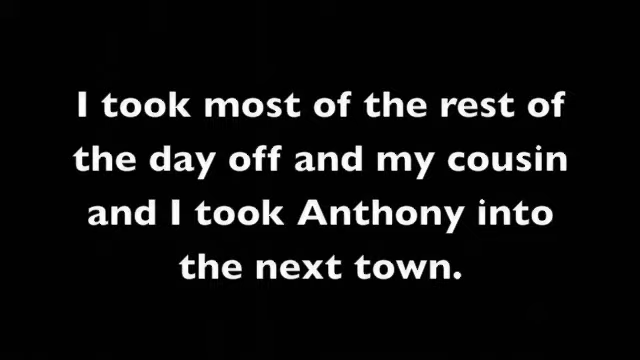 I took most of the rest of
the day off and my cousin
and I took Anthony into
the next town.